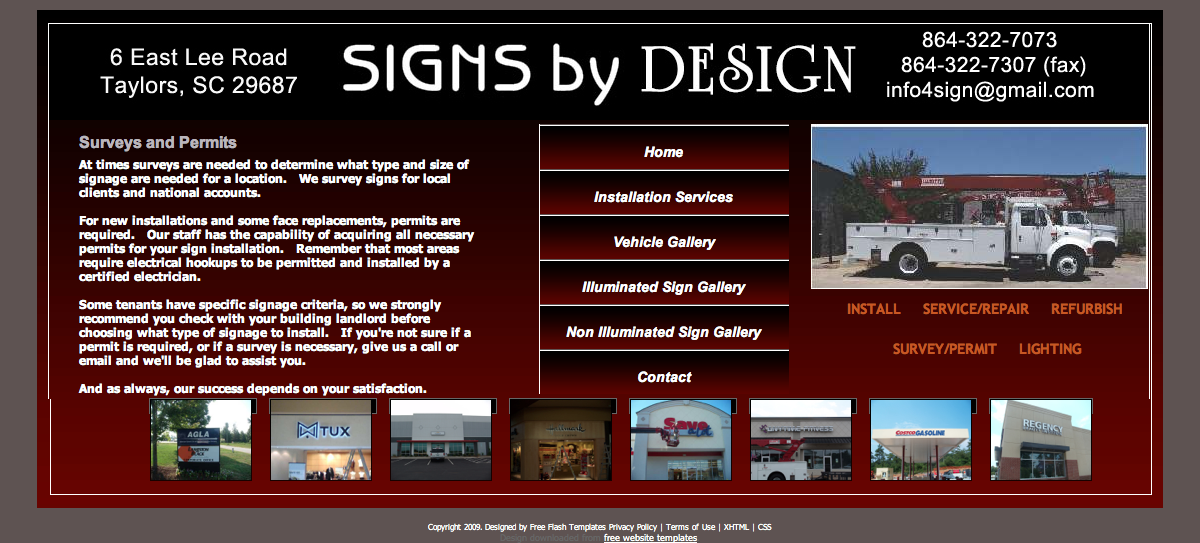 6 East Lee Road
Taylors, SC 29687
SIGNS by DESIGN
864-322-7073
864-322-7307 (fax)
info4sign@gmail.com
Surveys and Permits
At times surveys are needed to determine what type and size of
signage are needed for a location. We survey signs for local
clients and national accounts.
For new installations and some face replacements, permits are
required. Our staff has the capability of acquiring all necessary
permits for your sign installation. Remember that most areas
require electrical hookups to be permitted and installed by a
certified electrician.
Some tenants have specific signage criteria, so we strongly
recommend you check with your building landlord before
choosing what type of signage to install. If you're not sure if a
permit is required, or if a survey is necessary, give us a call or
email and we'll be glad to assist you.
And as always, our success depends on your satisfaction.
Home
Installation Services
Vehicle Gallery
Illuminated Sign Gallery
Non Illuminated Sign Gallery
Contact
INSTALL SERVICE/REPAIR REFURBISH
SURVEY/PERMIT LIGHTING
AGLA
TUX
Save
COSTCO GASOLINE
REGENCY
Copyright 2009. Designed by Free Flash Templates Privacy Policy | Terms of Use | XHTML | CSS
Design downloaded from free website templates